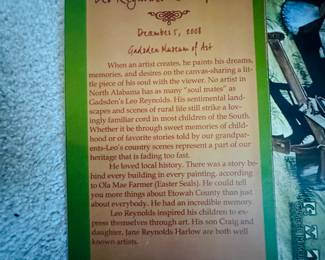 December 5, 2008
Gadsden Museum of Art
When an artist creates, he paints his dreams,
memories, and desires on the canvas-sharing a lit-
tle piece of his soul with his viewers. No artist in
North Alabama has as many "soul mates" as
Gadsden's Leo Reynolds. His sentimental land-
scapes and scenes of rural life still strike a lov-
ingly familiar cord in most children of the South.
Whether it be through sweet memories of child-
hood or of favorite stories told by our grandpar-
ents-Leo's country scenes represent a part of our
heritage that is fading too fast.
He loved local history. There was a story be-
hind every building in every painting, according
to Ola Mae Farmer (Easter Seals). He could tell
you more things about Etowah County than just
about everybody. He had an incredible memory.
Leo Reynolds inspired his children to ex-
press themselves through art. His son Craig and
daughter, Jane Reynolds Harlow are both well
known artists.